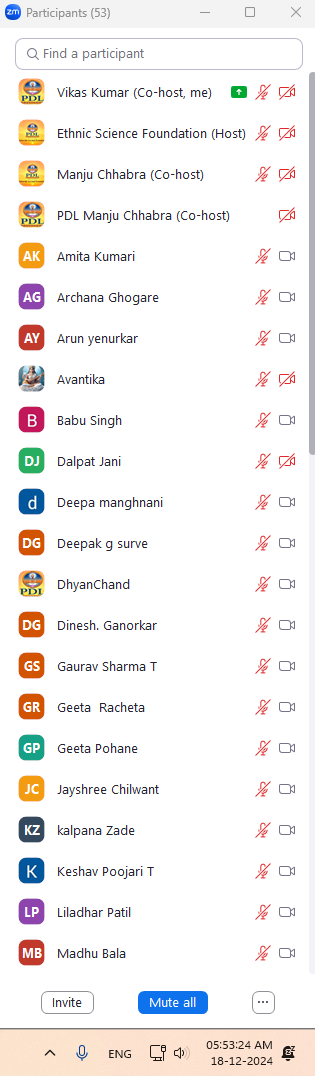 zm Participants (53)
Find a participant
PDL Vikas Kumar (Co-host, me)
PDL Ethnic Science Foundation (Host)
PDL Manju Chhabra (Co-host)
PDL PDL Manju Chhabra (Co-host)
AK Amita Kumari
AG Archana Ghogare
AY Arun yenurkar
Avantika
B Babu Singh
DJ Dalpat Jani
d Deepa manghnani
DG Deepak g surve
PDL DhyanChand
DG Dinesh. Ganorkar
GS Gaurav Sharma T
GR Geeta Racheta
GP Geeta Pohane
JC Jayshree Chilwant
KZ kalpana Zade
K Keshav Poojari T
LP Liladhar Patil
MB Madhu Bala
Invite Mute all ...
ENG 05:53:24 AM
18-12-2024